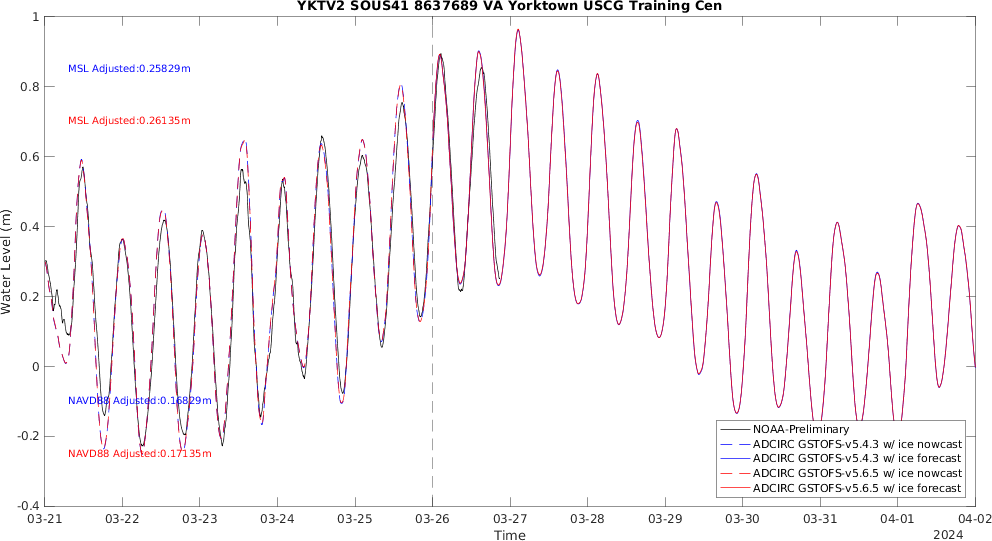 YKTV2 SOUS41 8637689 VA Yorktown USCG Training Cen
1
0.8
0.6
0.4
0.2
0
-0.2
-0.4
Water Level (m)
MSL Adjusted:0.25829m
MSL Adjusted:0.26135m
NAVD88 Adjusted:0.16829m
NAVD88 Adjusted:0.17135m
NOAA-Preliminary
ADCIRC GSTOFS-v5.4.3 w/ ice nowcast
ADCIRC GSTOFS-v5.4.3 w/ ice forecast
ADCIRC GSTOFS-v5.6.5 w/ ice nowcast
ADCIRC GSTOFS-v5.6.5 w/ ice forecast
03-21 03-22 03-23 03-24 03-25 03-26 03-27 03-28 03-29 03-30 03-31 04-01 04-02
Time
2024